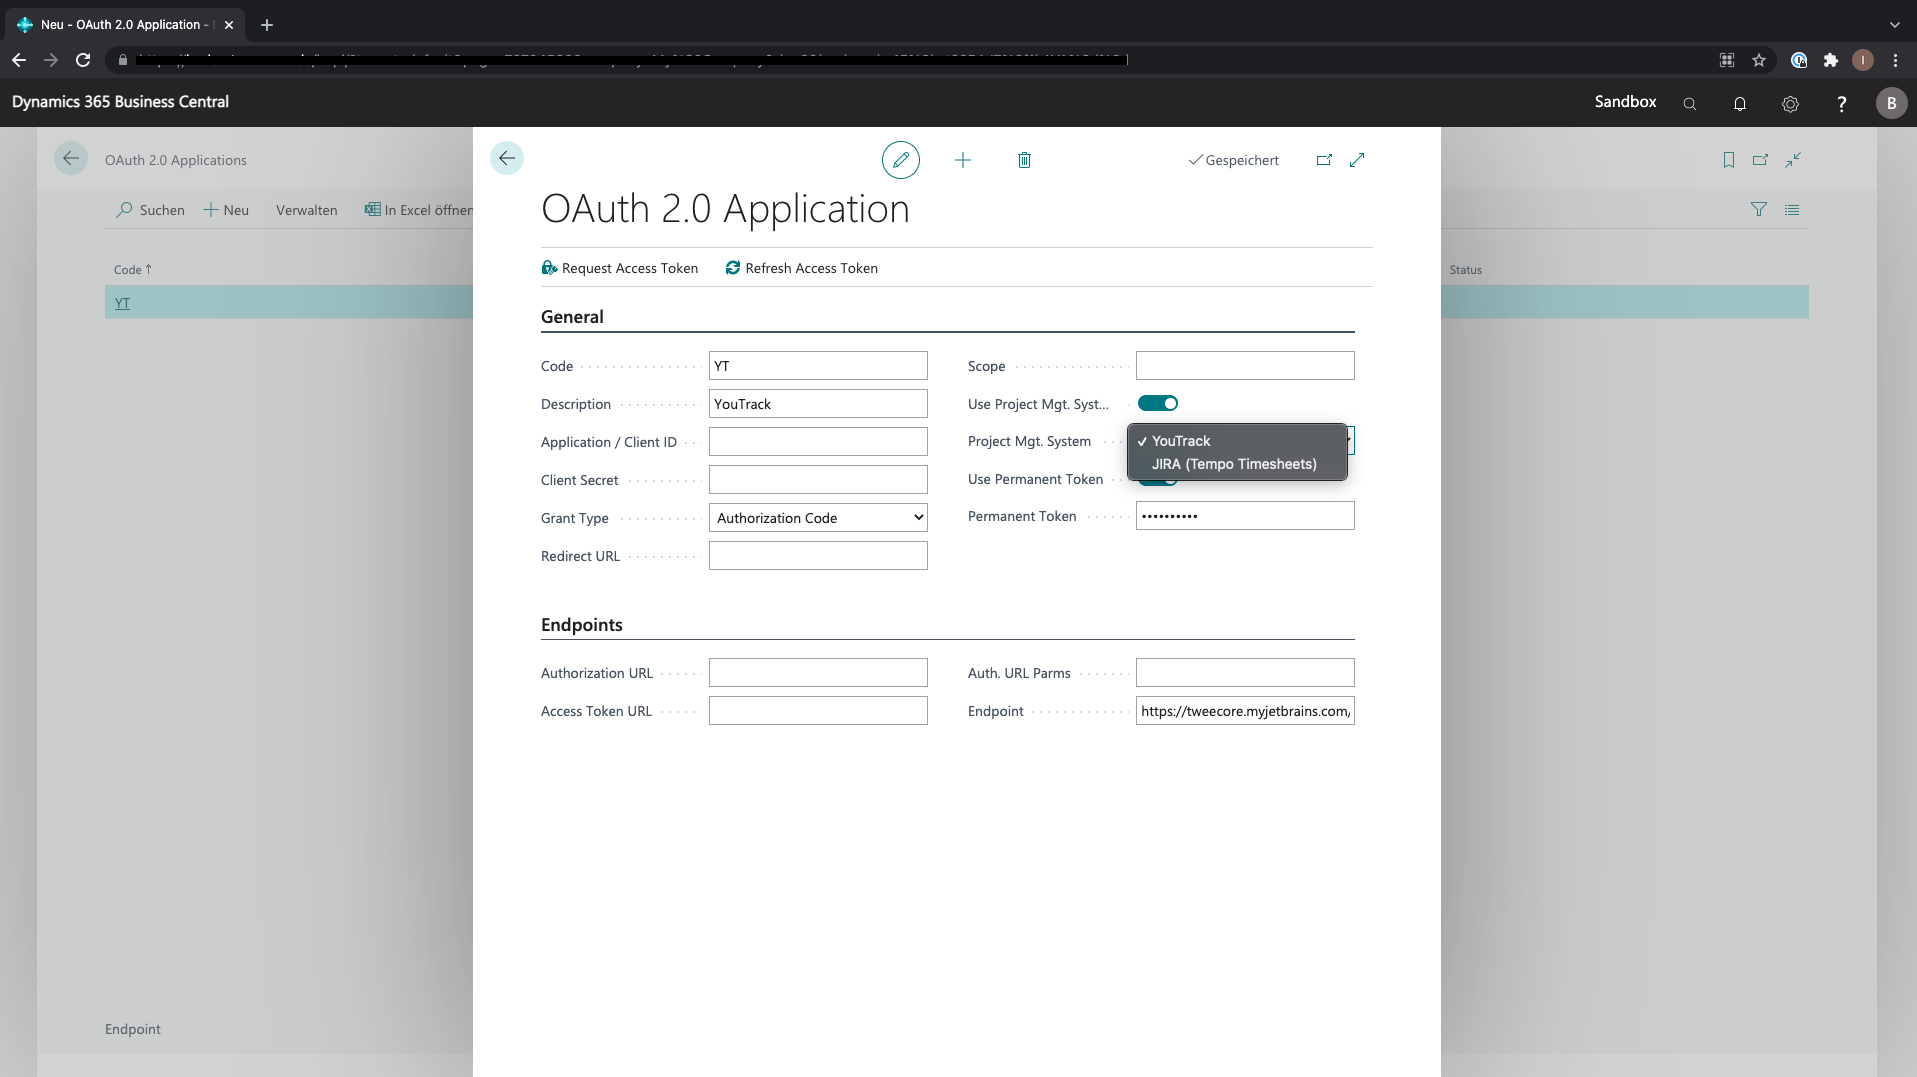 Neu - OAuth 2.0 Application -
Dynamics 365 Business Central
Sandbox
B
OAuth 2.0 Applications
Gespeichert
Suchen
Neu
Verwalten
In Excel öffnen
OAuth 2.0 Application
Request Access Token
Refresh Access Token
Code ↑
Status
YT
General
Code
YT
Description
YouTrack
Application / Client ID
Client Secret
Grant Type
Authorization Code
Redirect URL
Scope
Use Project Mgt. Syst...
Project Mgt. System
✓ YouTrack
JIRA (Tempo Timesheets)
Use Permanent Token
Permanent Token
••••••••••
Endpoints
Authorization URL
Access Token URL
Auth. URL Parms
Endpoint
https://tweecore.myjetbrains.com/
Endpoint